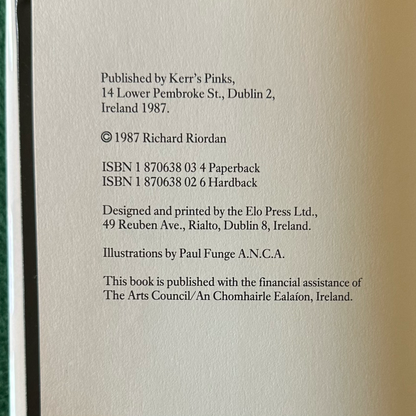 Published by Kerr's Pinks,
14 Lower Pembroke St., Dublin 2,
Ireland 1987.
© 1987 Richard Riordan
ISBN 1 870638 03 4 Paperback
ISBN 1 870638 02 6 Hardback
Designed and printed by the Elo Press Ltd.,
49 Reuben Ave., Rialto, Dublin 8, Ireland.
Illustrations by Paul Funge A.N.C.A.
This book is published with the financial assistance of
The Arts Council/An Chomhairle Ealaíon, Ireland.